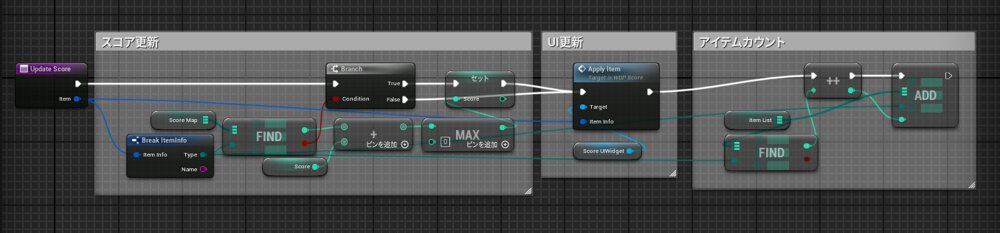 スコア更新
UI更新
アイテムカウント
Update Score
Item
Branch
True
Condition
False
セット
Score
Apply Item
Target is WBP Score
Target
Item Info
++
ADD
Score Map
FIND
+
ピンを追加
MAX
0
ピンを追加
Item List
FIND
Break ItemInfo
Item Info
Type
Name
Score
Score UIWidget